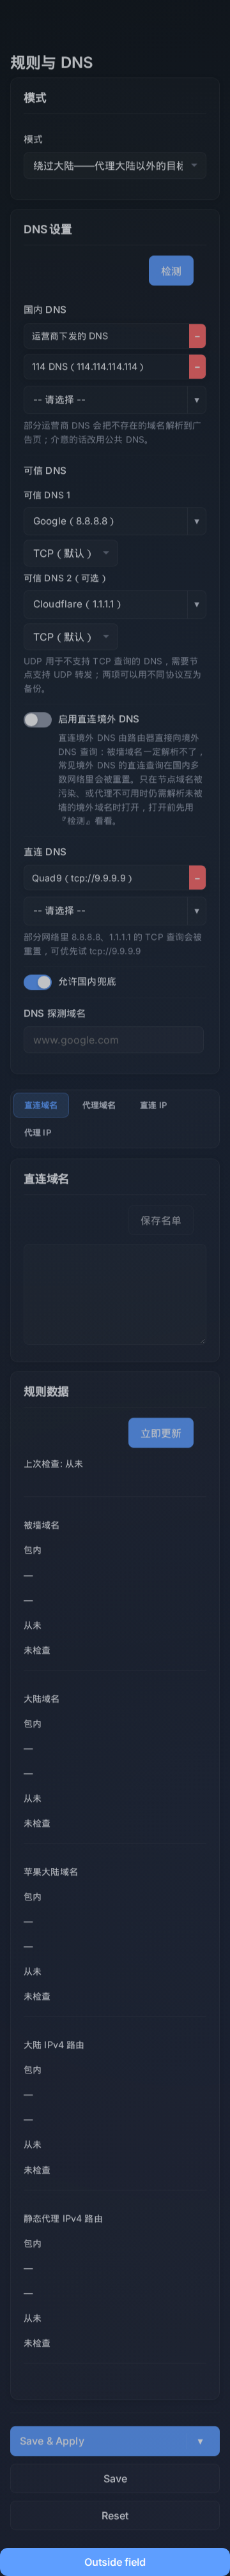 规则与 DNS
模式
模式
绕过大陆——代理大陆以外的目标
DNS 设置
检测
国内 DNS
运营商下发的 DNS
–
114 DNS（114.114.114.114）
–
-- 请选择 --
▾
部分运营商 DNS 会把不存在的域名解析到广
告页；介意的话改用公共 DNS。
可信 DNS
可信 DNS 1
Google（8.8.8.8）
▾
TCP（默认）
可信 DNS 2（可选）
Cloudflare（1.1.1.1）
▾
TCP（默认）
UDP 用于不支持 TCP 查询的 DNS，需要节
点支持 UDP 转发；两项可以用不同协议互为
备份。
启用直连境外 DNS
直连境外 DNS 由路由器直接向境外
DNS 查询：被墙域名一定解析不了，
常见境外 DNS 的直连查询在国内多
数网络里会被重置。只在节点域名被
污染、或代理不可用时仍需解析未被
墙的境外域名时打开，打开前先用
『检测』看看。
直连 DNS
Quad9（tcp://9.9.9.9）
–
-- 请选择 --
▾
部分网络里 8.8.8.8、1.1.1.1 的 TCP 查询会被
重置，可优先试 tcp://9.9.9.9
允许国内兜底
DNS 探测域名
www.google.com
直连域名
代理域名
直连 IP
代理 IP
直连域名
保存名单
规则数据
立即更新
上次检查: 从未
被墙域名
包内
—
—
从未
未检查
大陆域名
包内
—
—
从未
未检查
苹果大陆域名
包内
—
—
从未
未检查
大陆 IPv4 路由
包内
—
—
从未
未检查
静态代理 IPv4 路由
包内
—
—
从未
未检查
Save & Apply
▾
Save
Reset
Outside field